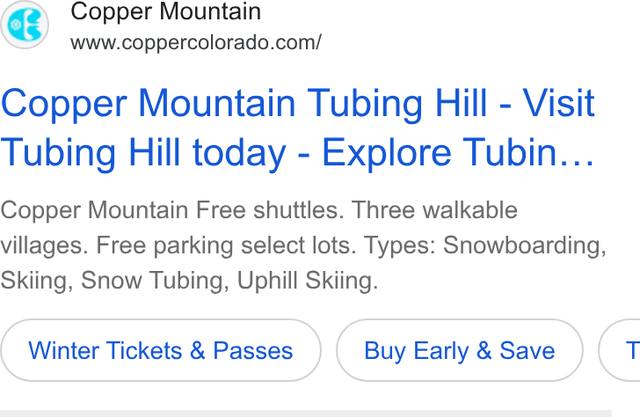 Copper Mountain
www.coppercolorado.com/
Copper Mountain Tubing Hill - Visit
Tubing Hill today - Explore Tubin…
Copper Mountain Free shuttles. Three walkable
villages. Free parking select lots. Types: Snowboarding,
Skiing, Snow Tubing, Uphill Skiing.
Winter Tickets & Passes
Buy Early & Save
T